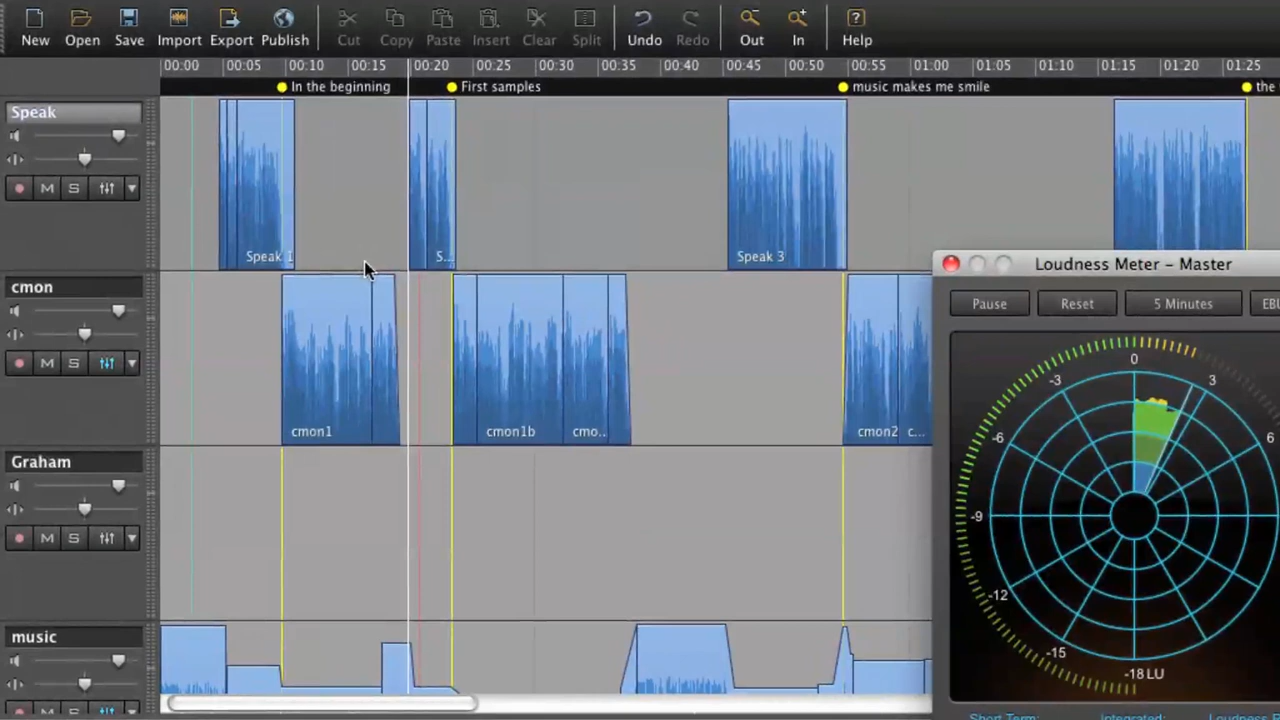 New Open Save Import Export Publish Cut Copy Paste Insert Clear Split Undo Redo Out In Help
00:00 00:05 00:10 00:15 00:20 00:25 00:30 00:35 00:40 00:45 00:50 00:55 01:00 01:05 01:10 01:15 01:20 01:25
In the beginning First samples music makes me smile the
Speak
M S
Speak 1 S... Speak 3
cmon
M S
cmon1 cmon1b cmo.. cmon2 c...
Graham
M S
music
M S
Loudness Meter - Master
Pause Reset 5 Minutes EBU
0
-3 3
-6 6
-9
-12
-15
-18 LU
Short Term: Integrated: